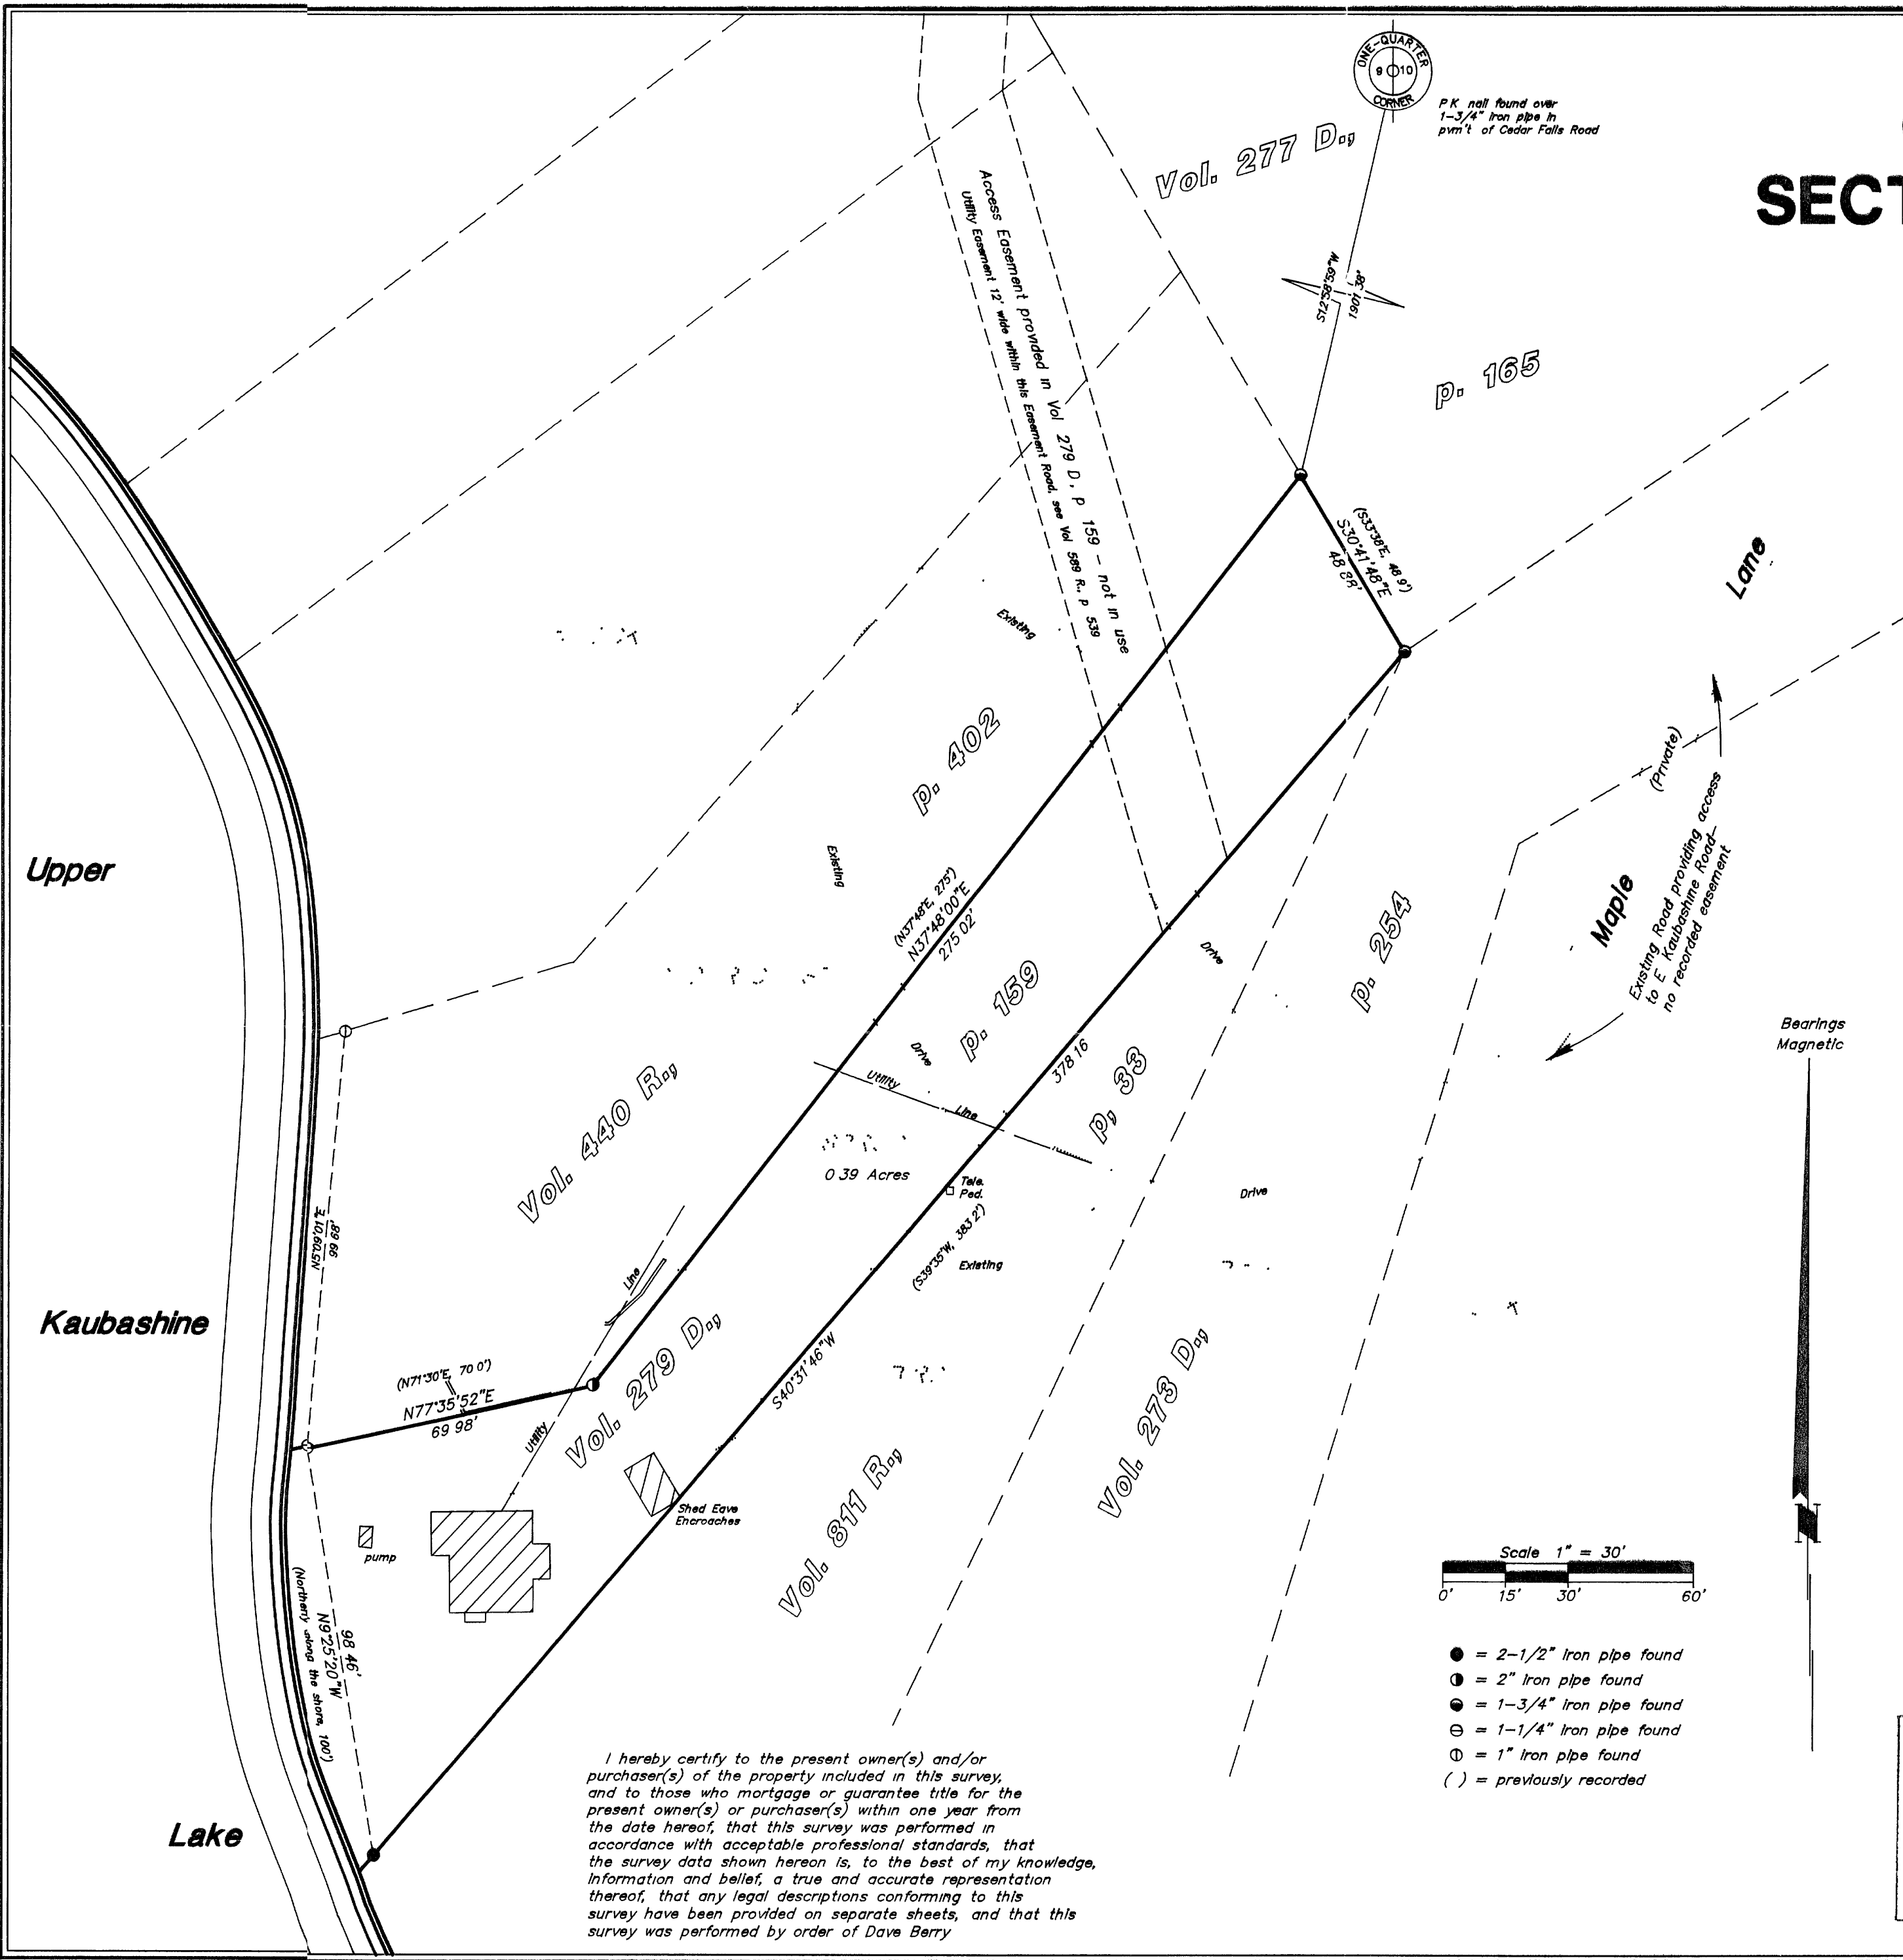 ONE-QUARTER
9 10
CORNER
P K nail found over
1-3/4" iron pipe in
pvm't of Cedar Falls Road
SECT
Vol. 277 D.,
p. 165
S12°58'59"W
1901 38'
Access Easement provided in Vol 279 D, p 159 - not in use
Utility Easement 12' wide within this Easement Road, see Vol 589 R., p 539
(S33°38'E, 48 9')
S30°41'48"E
48 88'
Lane
Existing
p. 402
(Private)
Maple
Existing Road providing access
to E Kaubashine Road-
no recorded easement
Upper
Existing
(N37°48'E, 275')
N37°48'00"E
275 02'
Drive
p. 254
p. 159
Drive
Bearings
Magnetic
N
378 16
p, 33
Utility
Line
Vol. 440 R.,
0 39 Acres
Tele.
Ped.
Drive
(S39°35'W, 383 2')
Existing
99 68'
N5°09'01"E
Line
Kaubashine
Vol. 279 D.,
S40°31'46"W
Vol. 273 D.,
(N71°30'E, 70 0')
N77°35'52"E
69 98'
Utility
Vol. 811 R.,
Shed Eave
Encroaches
pump
98 46'
N9°25'20"W
(Northerly along the shore, 100')
Lake
Scale 1" = 30'
0' 15' 30' 60'
= 2-1/2" iron pipe found
= 2" iron pipe found
= 1-3/4" iron pipe found
= 1-1/4" iron pipe found
= 1" iron pipe found
( ) = previously recorded
I hereby certify to the present owner(s) and/or
purchaser(s) of the property included in this survey,
and to those who mortgage or guarantee title for the
present owner(s) or purchaser(s) within one year from
the date hereof, that this survey was performed in
accordance with acceptable professional standards, that
the survey data shown hereon is, to the best of my knowledge,
information and belief, a true and accurate representation
thereof, that any legal descriptions conforming to this
survey have been provided on separate sheets, and that this
survey was performed by order of Dave Berry